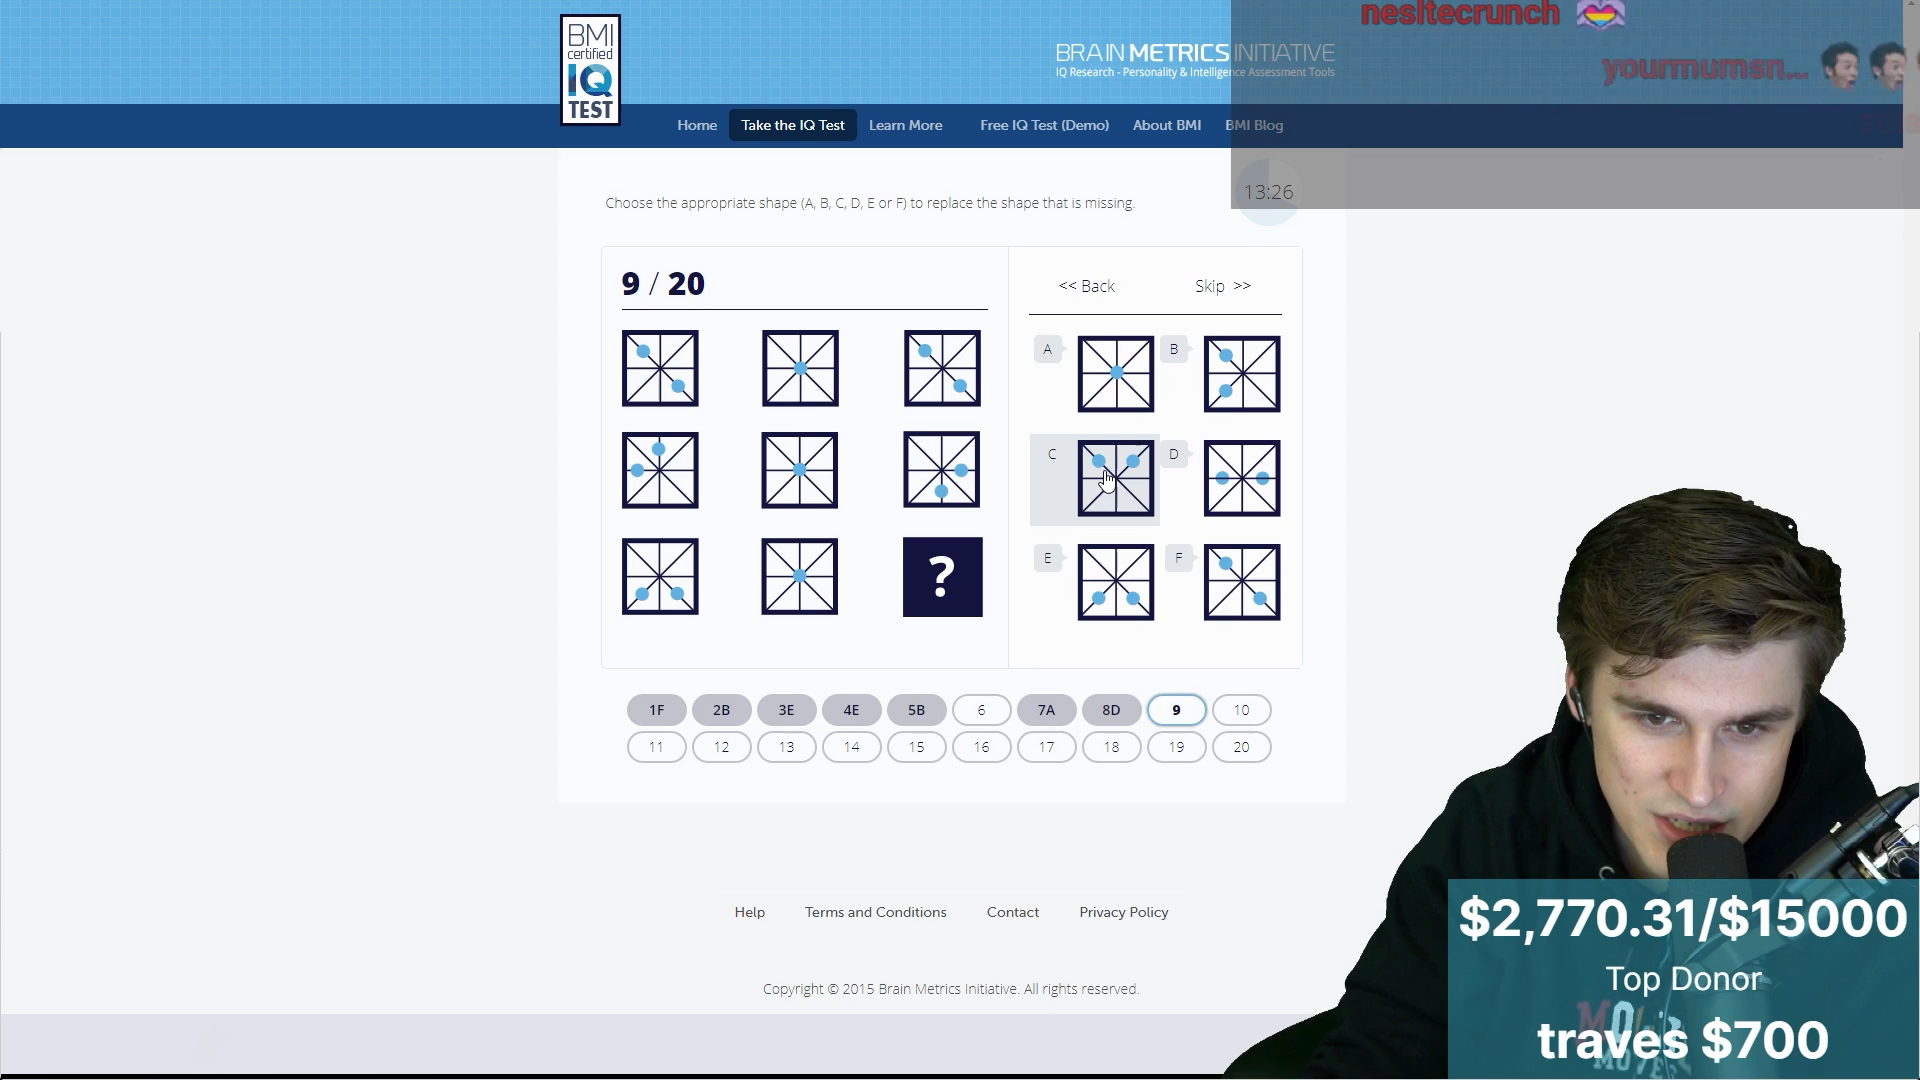 nesltecrunch
BMI
certified
IQ
TEST
BRAIN METRICS INITIATIVE
IQ Research - Personality & Intelligence Assessment Tools
Home
Take the IQ Test
Learn More
Free IQ Test (Demo)
About BMI
BMI Blog
Choose the appropriate shape (A, B, C, D, E or F) to replace the shape that is missing.
13:26
9 / 20
<< Back
Skip >>
A
B
C
D
E
F
?
1F 2B 3E 4E 5B 6 7A 8D 9 10
11 12 13 14 15 16 17 18 19 20
Help
Terms and Conditions
Contact
Privacy Policy
Copyright © 2015 Brain Metrics Initiative. All rights reserved.
$2,770.31/$15000
Top Donor
traves $700